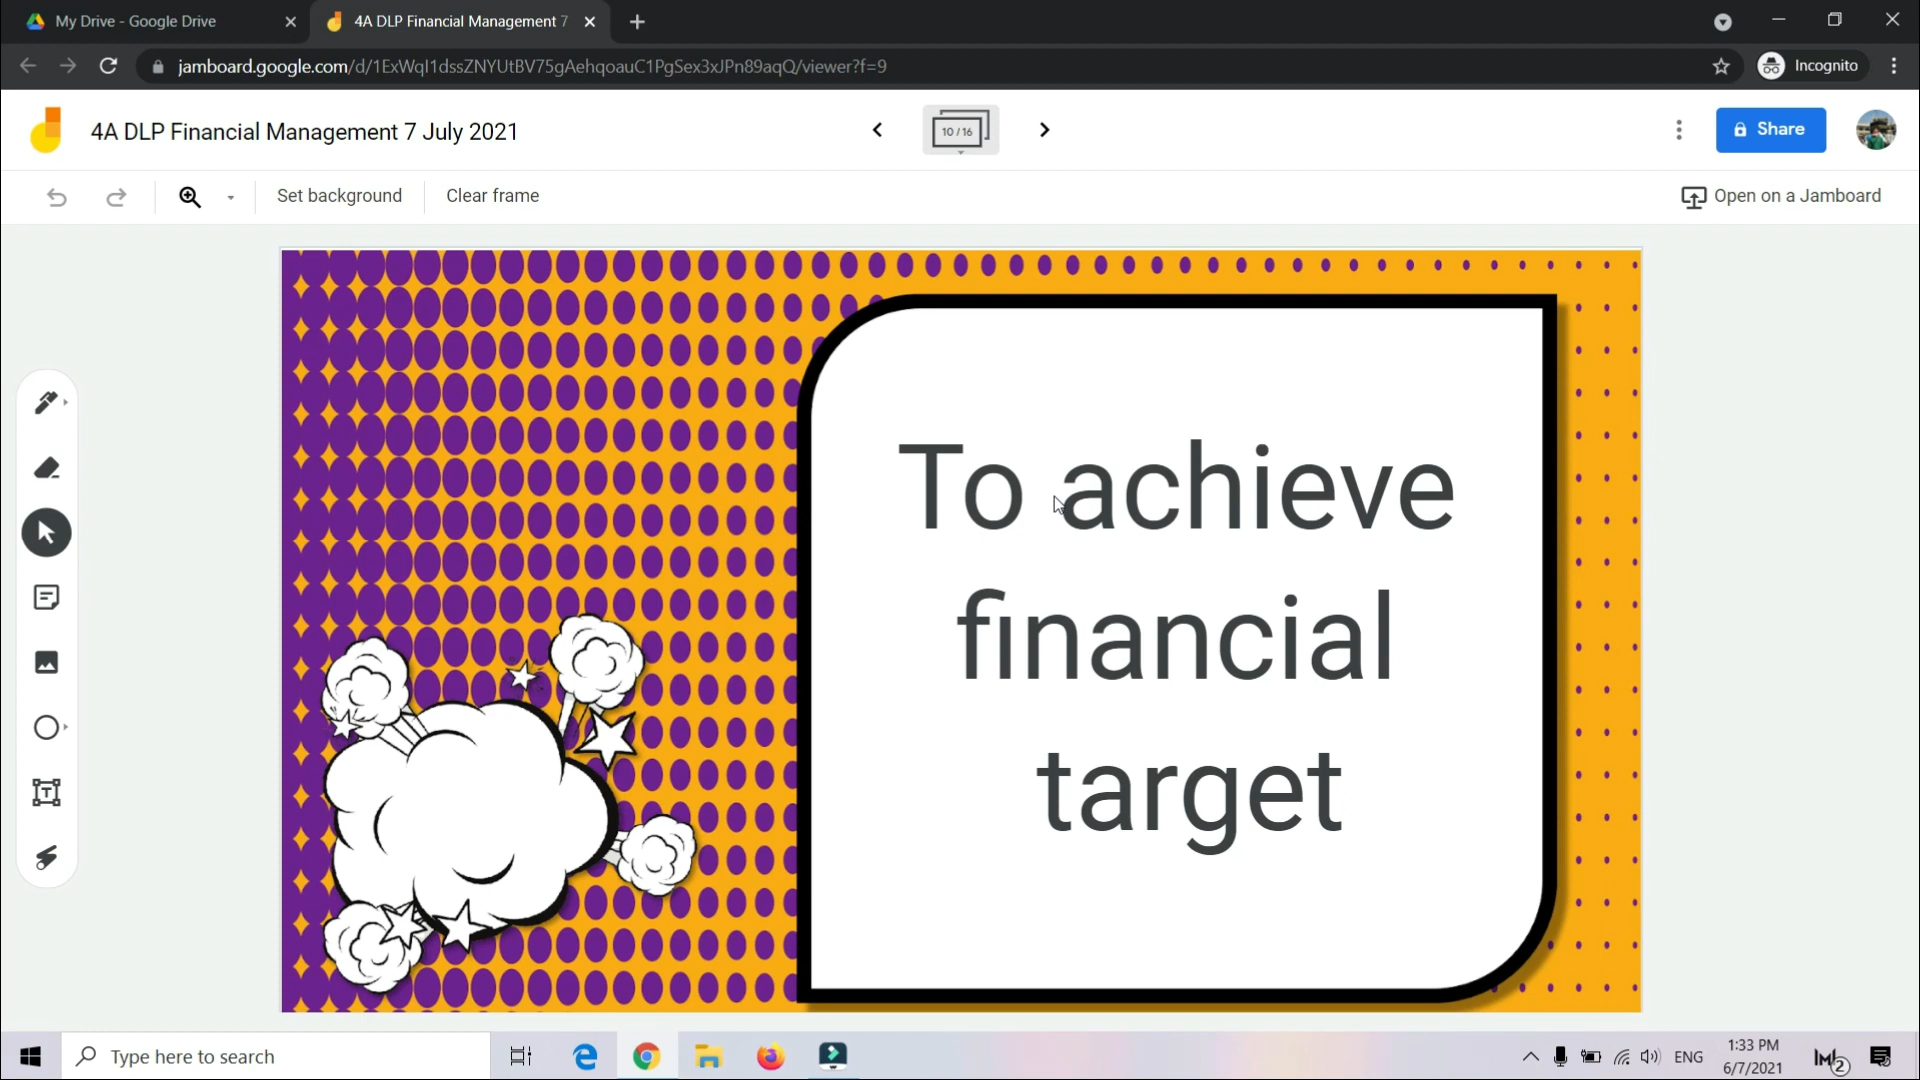 My Drive - Google Drive
4A DLP Financial Management 7
jamboard.google.com/d/1ExWqI1dssZNYUtBV75gAehqoauC1PgSex3xJPn89aqQ/viewer?f=9
Incognito
4A DLP Financial Management 7 July 2021
10 / 16
Share
Set background
Clear frame
Open on a Jamboard
To achieve
financial
target
Type here to search
ENG
1:33 PM
6/7/2021
2